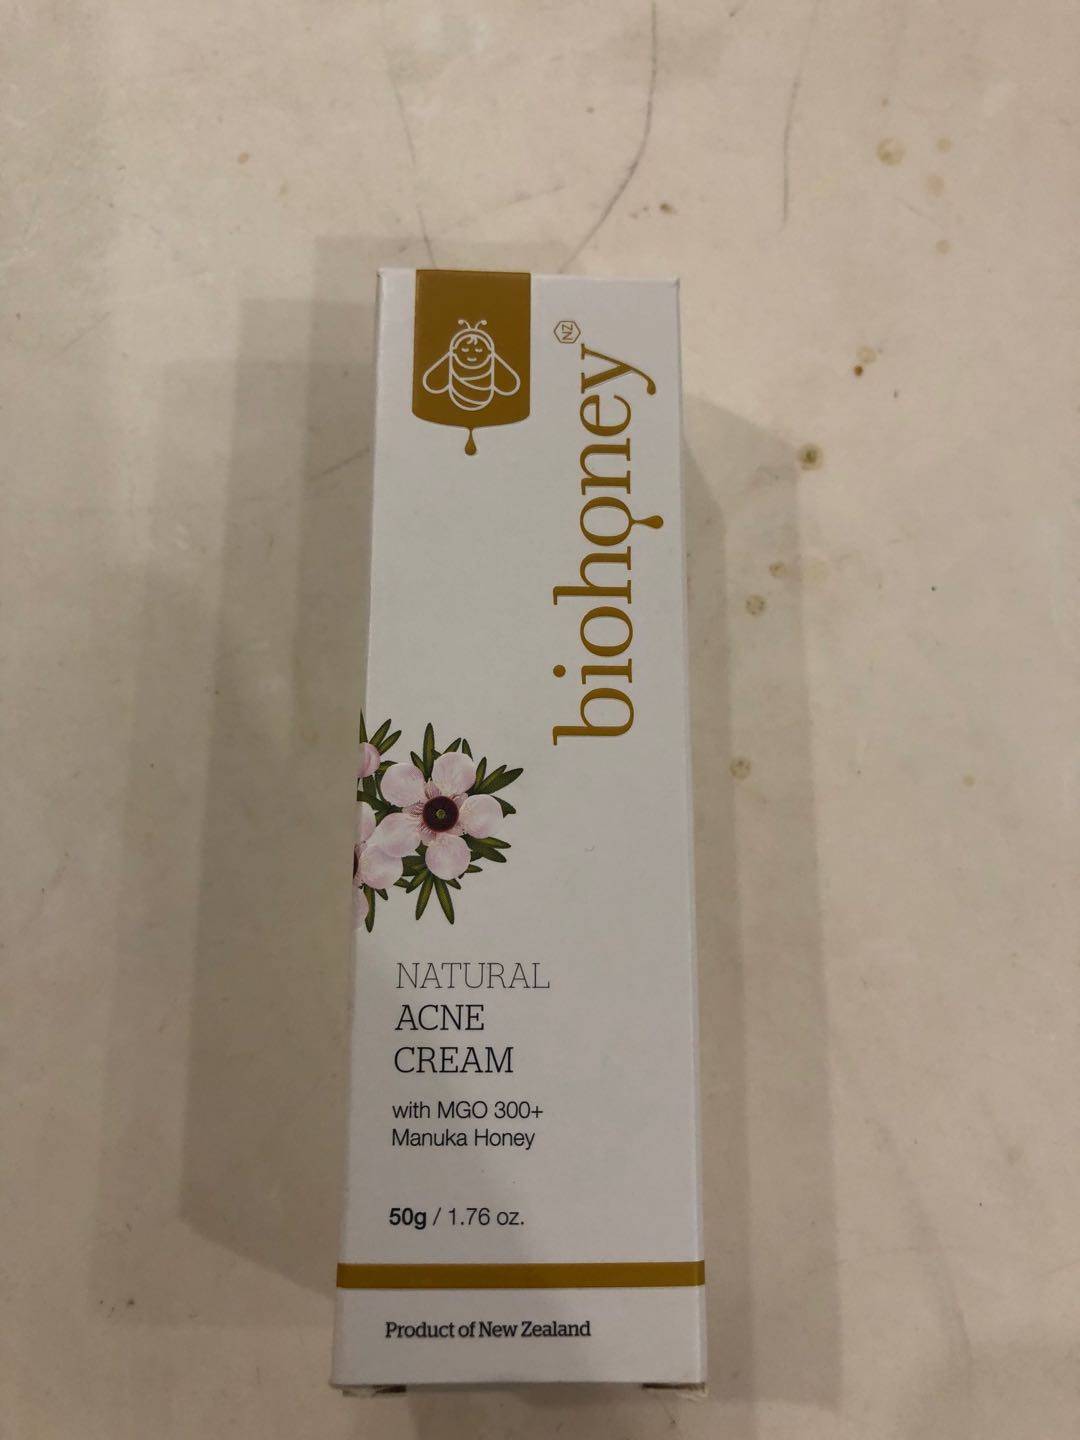 biohoney NZ
NATURAL
ACNE
CREAM
with MGO 300+
Manuka Honey
50g / 1.76 oz.
Product of New Zealand